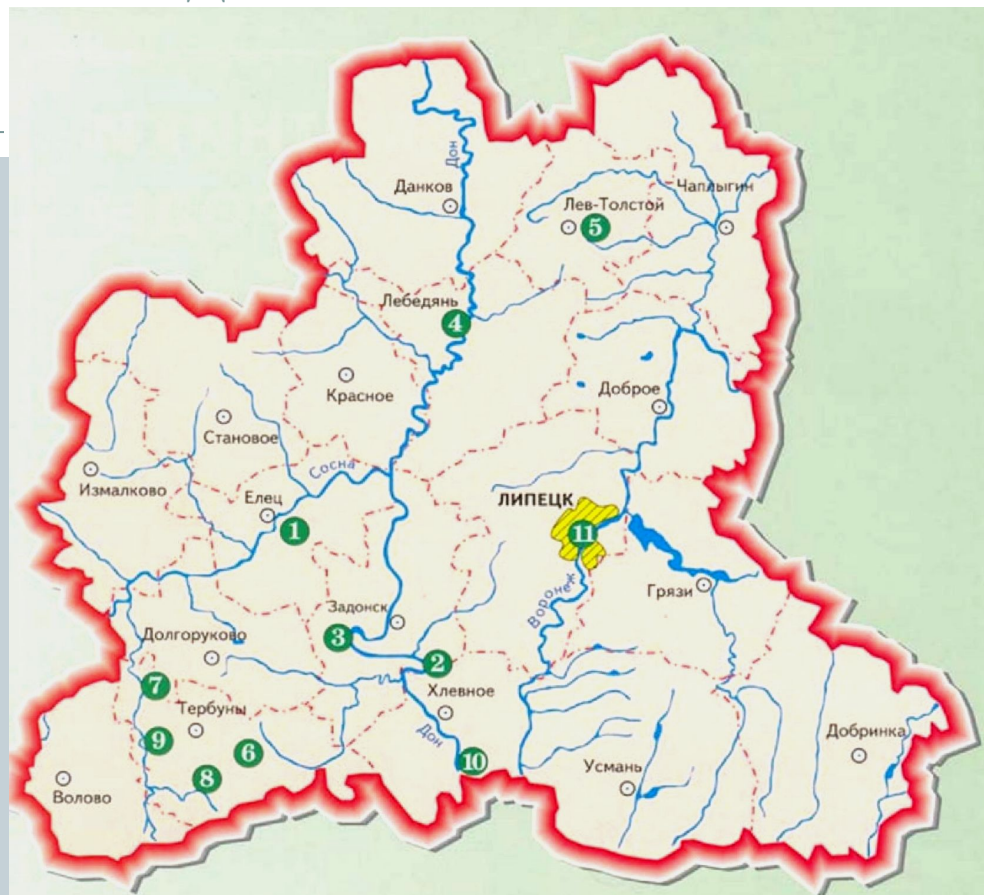 Дон
Данков
Лев-Толстой
Чаплыгин
5
Лебедянь
4
Красное
Доброе
Становое
Сосна
Измалково
Елец
ЛИПЕЦК
1
11
Воронеж
Грязи
Задонск
3
Долгоруково
2
7
Хлевное
Тербуны
9
6
Дон
Добринка
8
10
Усмань
Волово